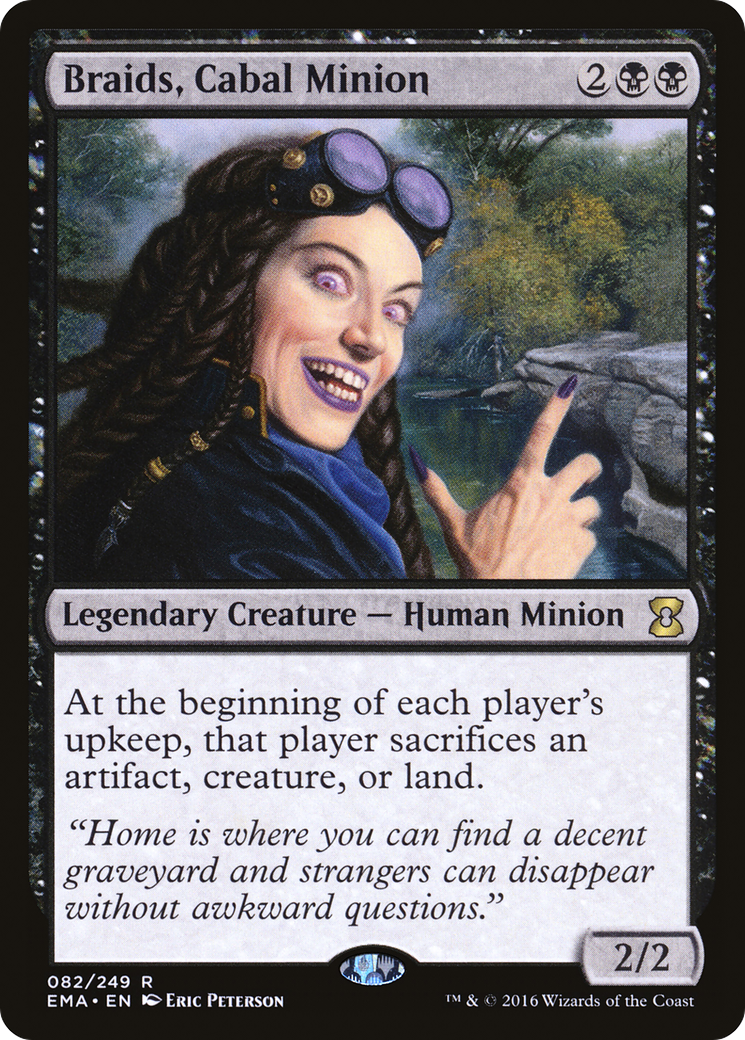 Braids, Cabal Minion 2
Legendary Creature — Human Minion
At the beginning of each player's
upkeep, that player sacrifices an
artifact, creature, or land.
"Home is where you can find a decent
graveyard and strangers can disappear
without awkward questions."
2/2
082/249 R
EMA • EN Eric Peterson
™ & © 2016 Wizards of the Coast